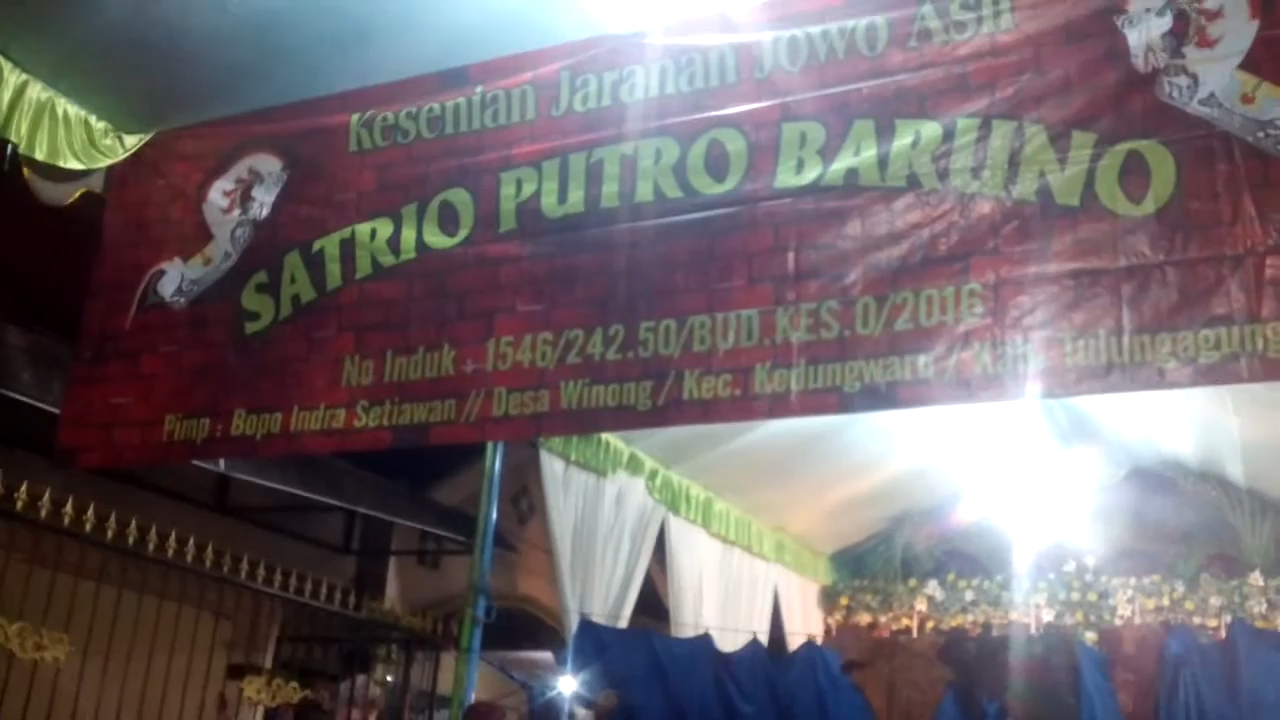 Kesenian Jaranan Jowo Asli
SATRIO PUTRO BARUNO
No Induk : 1546/242.50/BUD.KES.0/2016
Pimp : Bopo Indra Setiawan // Desa Winong / Kec. Kedungwaru / Kab. Tulungagung